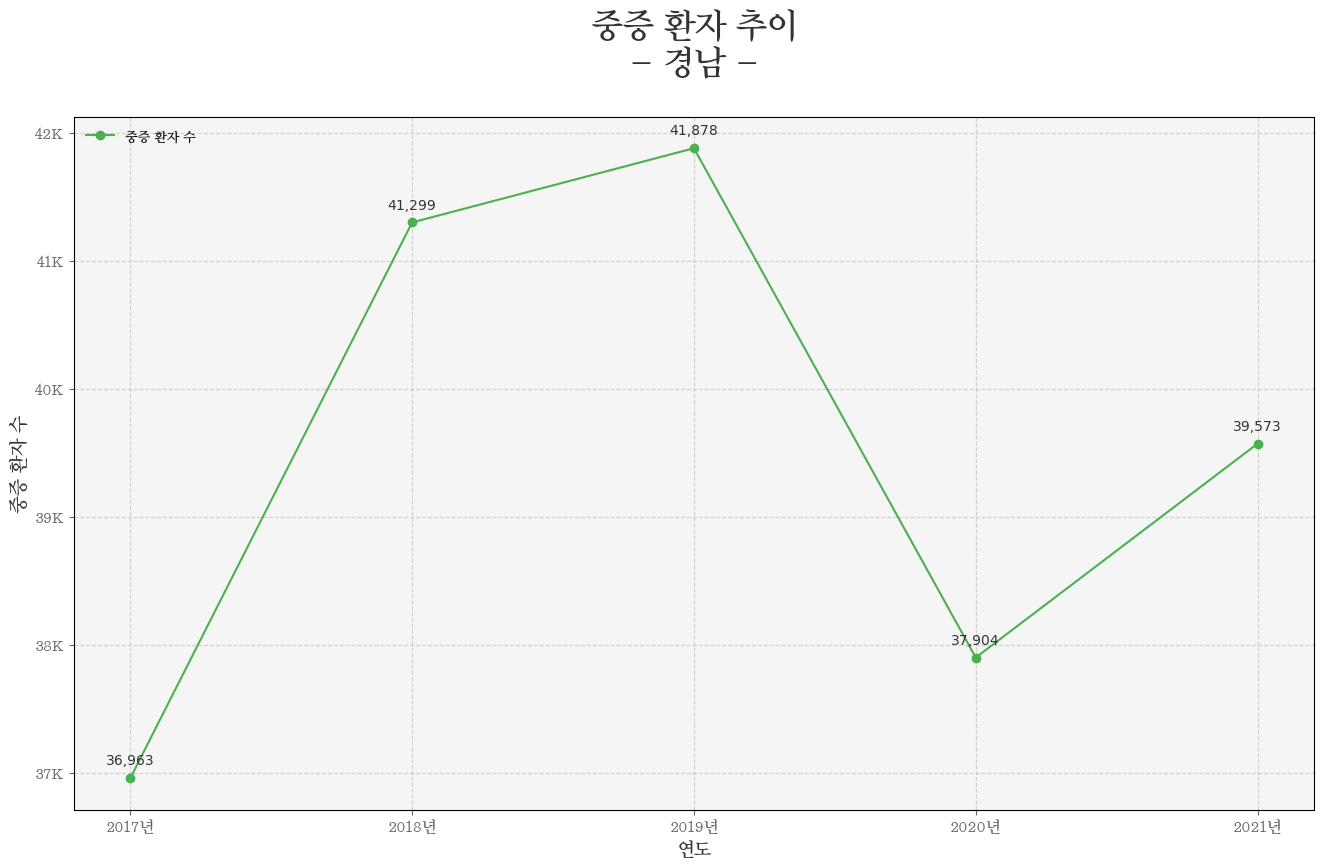 중증 환자 추이
- 경남 -
중증 환자 수
42K
41K
40K
39K
38K
37K
중증 환자 수
36,963
41,299
41,878
37,904
39,573
2017년
2018년
2019년
2020년
2021년
연도